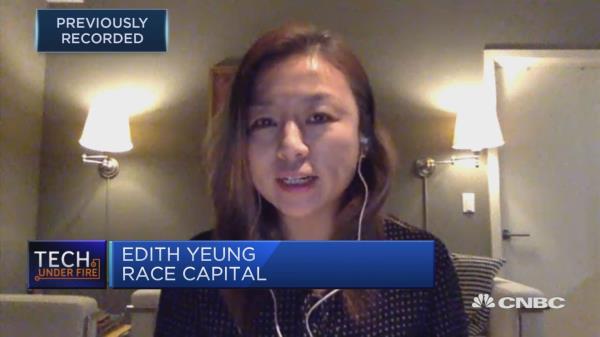 PREVIOUSLY
RECORDED
TECH
UNDER FIRE
EDITH YEUNG
RACE CAPITAL
CNBC